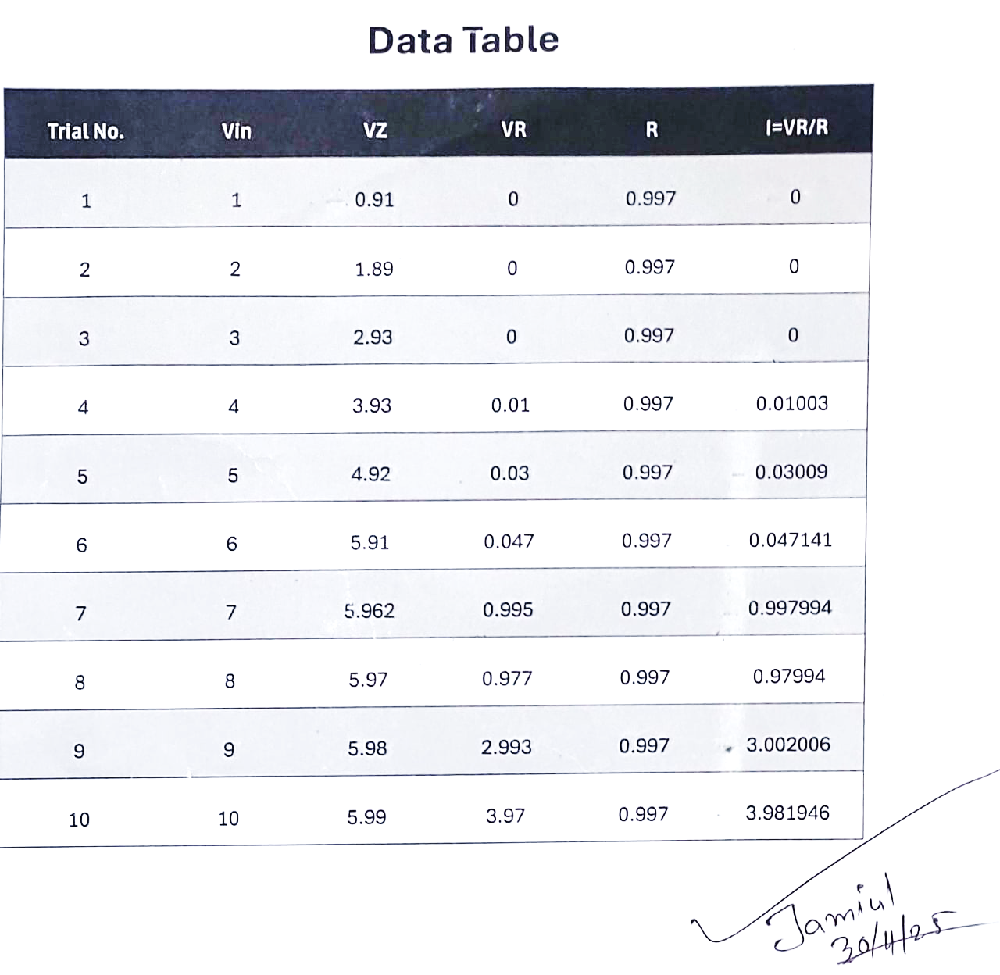 Data Table
Trial No. Vin VZ VR R I=VR/R
1 1 0.91 0 0.997 0
2 2 1.89 0 0.997 0
3 3 2.93 0 0.997 0
4 4 3.93 0.01 0.997 0.01003
5 5 4.92 0.03 0.997 0.03009
6 6 5.91 0.047 0.997 0.047141
7 7 5.962 0.995 0.997 0.997994
8 8 5.97 0.977 0.997 0.97994
9 9 5.98 2.993 0.997 3.002006
10 10 5.99 3.97 0.997 3.981946
Jamiul
30/11/25